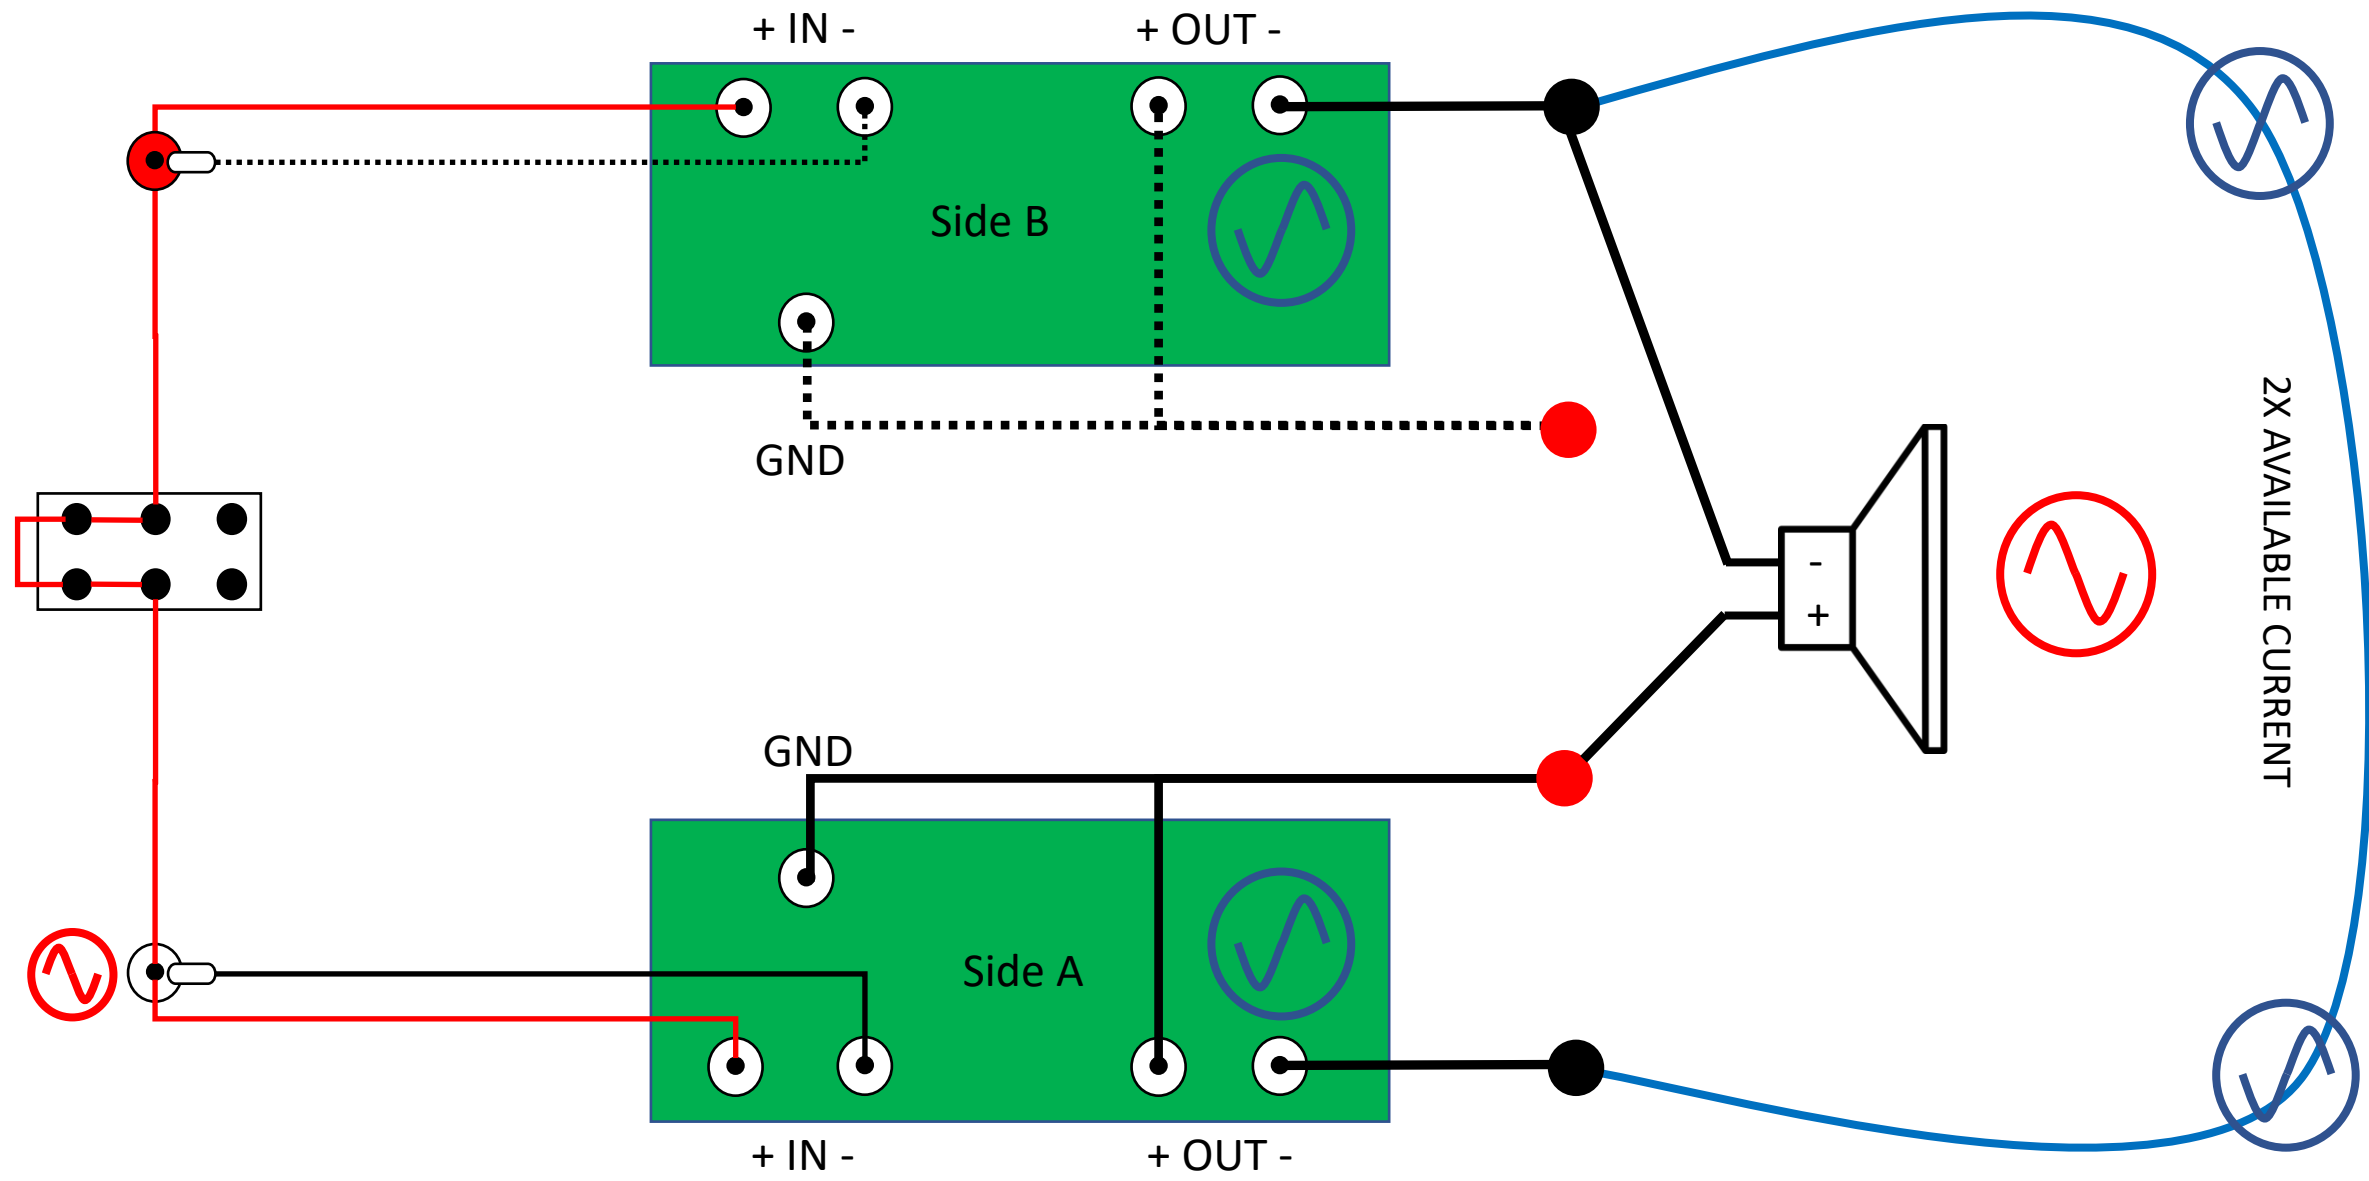 + IN -
+ OUT -
Side B
GND
-
+
2X AVAILABLE CURRENT
GND
Side A
+ IN -
+ OUT -